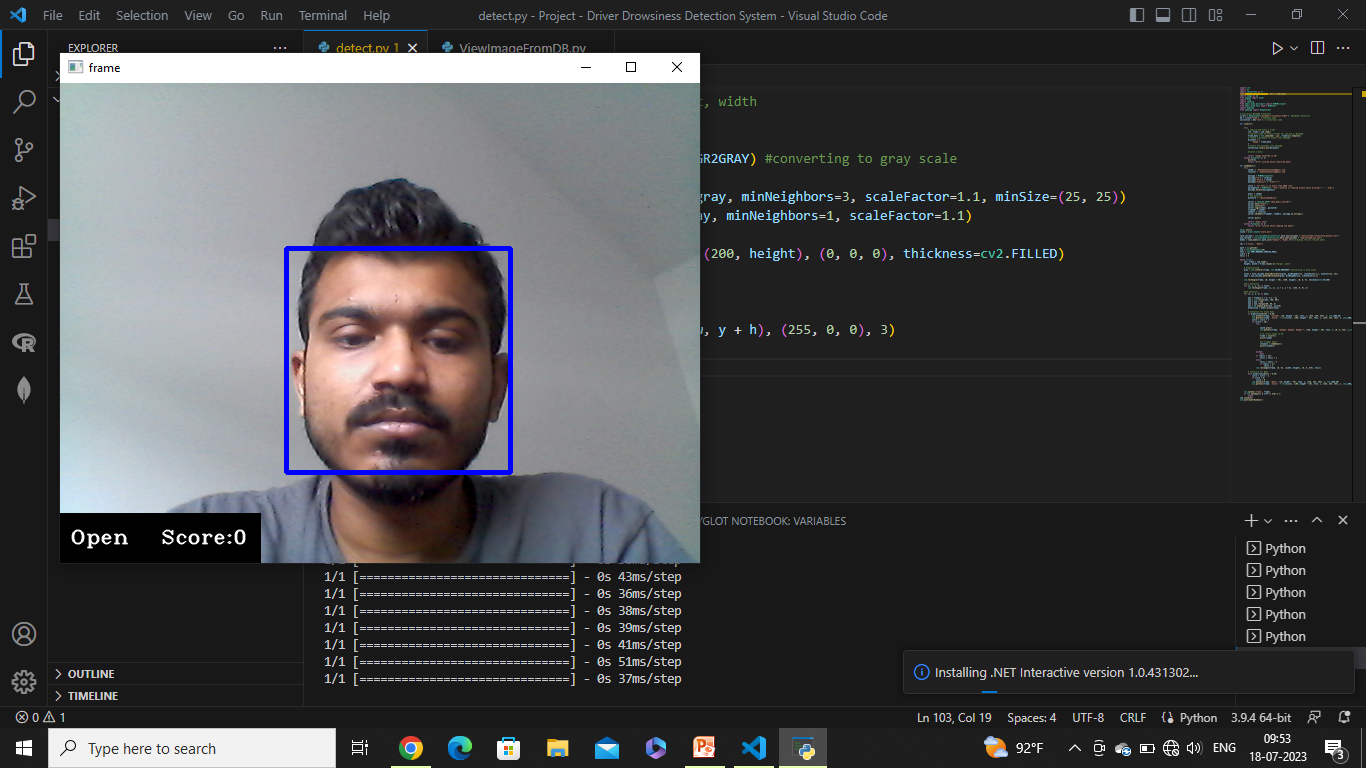 File Edit Selection View Go Run Terminal Help
detect.py - Project - Driver Drowsiness Detection System - Visual Studio Code
EXPLORER
detect.py 1
ViewImageFromDB.py
frame
, width
GR2GRAY) #converting to gray scale
gray, minNeighbors=3, scaleFactor=1.1, minSize=(25, 25))
ay, minNeighbors=1, scaleFactor=1.1)
(200, height), (0, 0, 0), thickness=cv2.FILLED)
, y + h), (255, 0, 0), 3)
Open Score:0
YGLOT NOTEBOOK: VARIABLES
1/1 [==============================] - 0s 43ms/step
1/1 [==============================] - 0s 36ms/step
1/1 [==============================] - 0s 38ms/step
1/1 [==============================] - 0s 39ms/step
1/1 [==============================] - 0s 41ms/step
1/1 [==============================] - 0s 51ms/step
1/1 [==============================] - 0s 37ms/step
Python
Python
Python
Python
Python
OUTLINE
TIMELINE
Installing .NET Interactive version 1.0.431302...
0 1
Ln 103, Col 19 Spaces: 4 UTF-8 CRLF Python 3.9.4 64-bit
Type here to search
92°F
ENG
09:53
18-07-2023
3